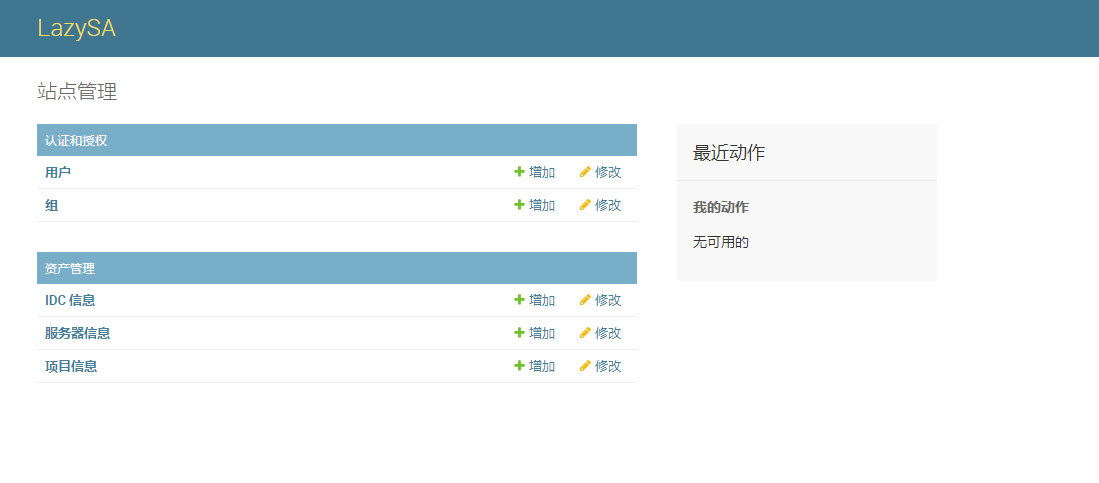 LazySA
站点管理
认证和授权
用户 增加 修改
组 增加 修改
资产管理
IDC 信息 增加 修改
服务器信息 增加 修改
项目信息 增加 修改
最近动作
我的动作
无可用的